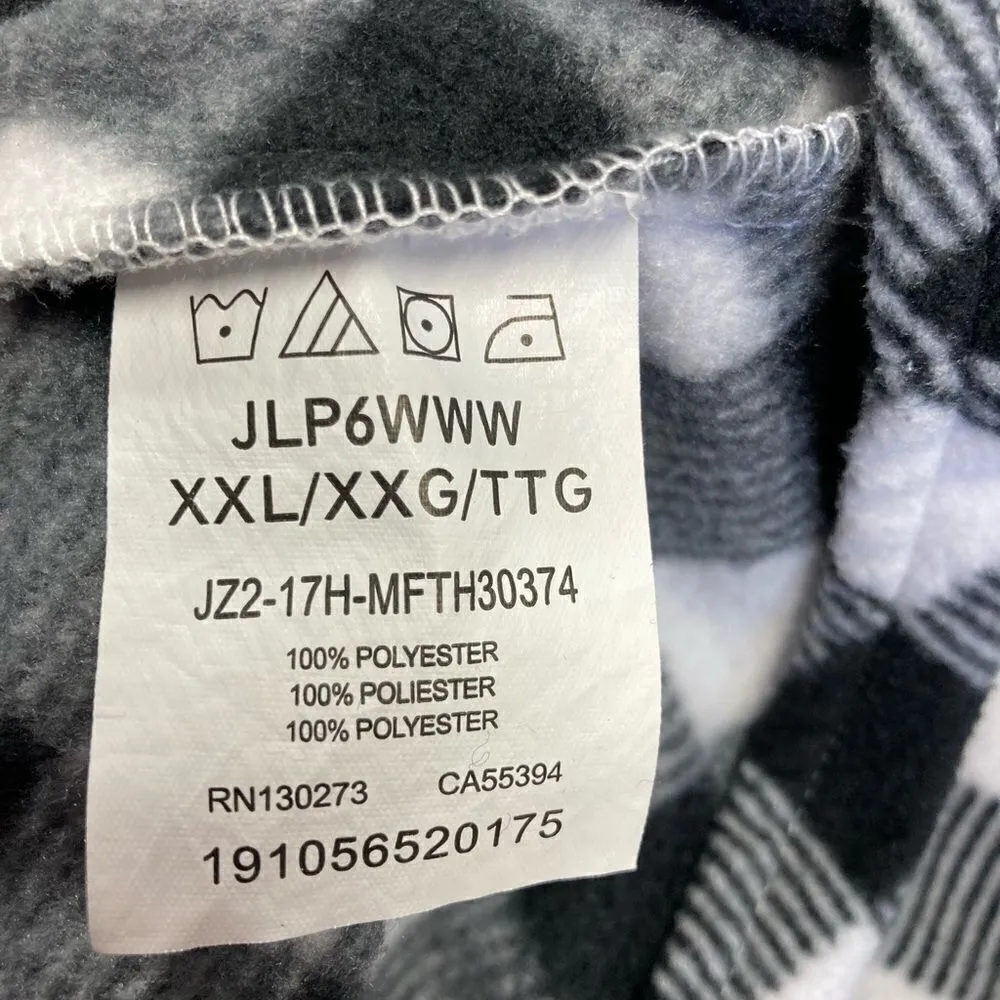 JLP6WWW
XXL/XXG/TTG
JZ2-17H-MFTH30374
100% POLYESTER
100% POLIESTER
100% POLYESTER
RN130273 CA55394
191056520175